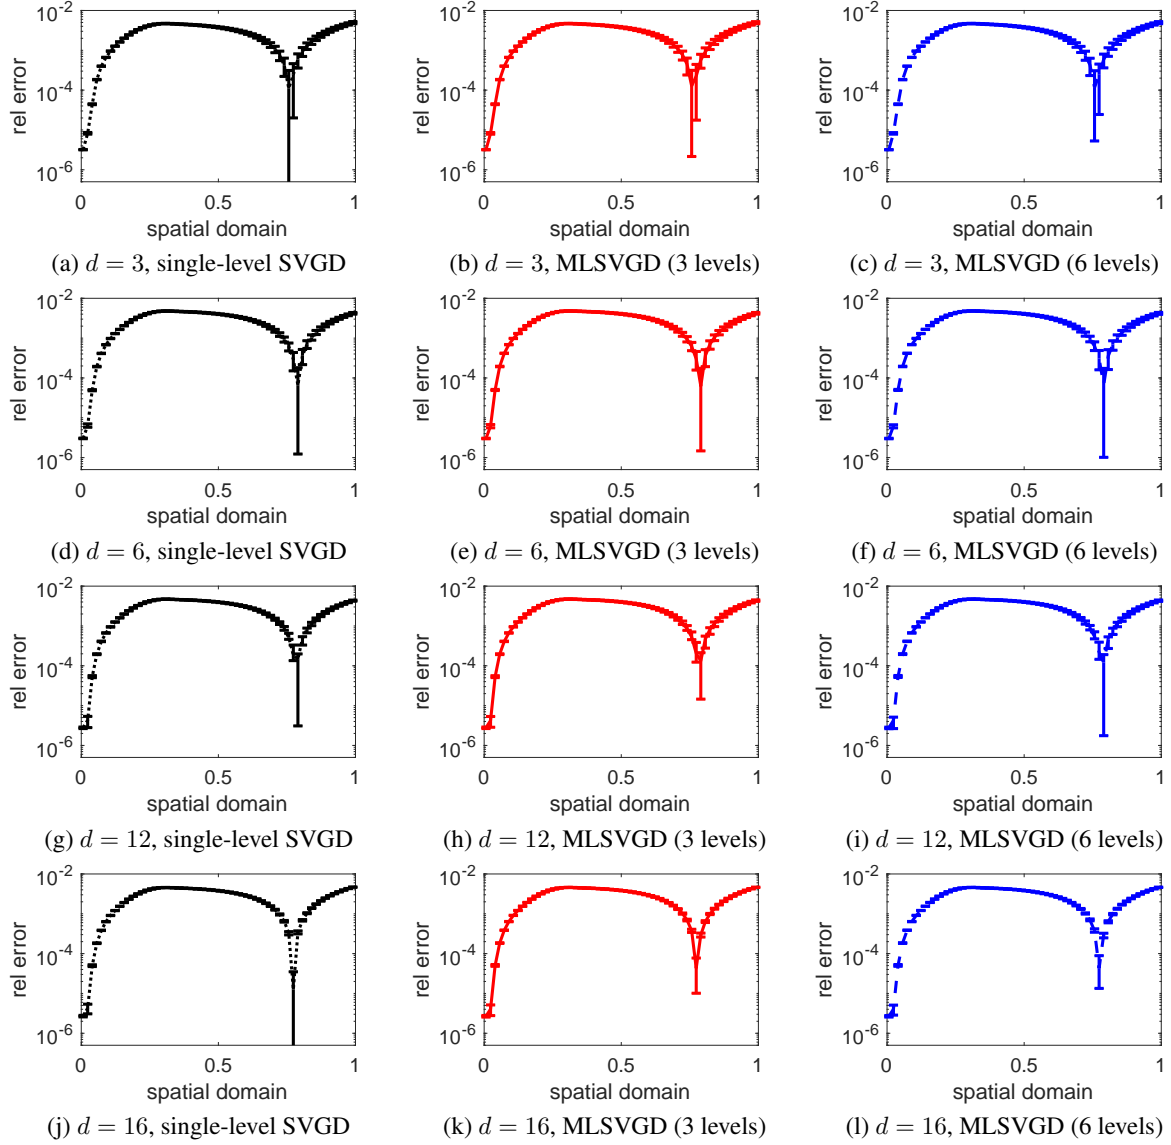 10^-2 10^-2 10^-2
rel error rel error rel error
10^-4 10^-4 10^-4
10^-6 10^-6 10^-6
0 0.5 1 0 0.5 1 0 0.5 1
spatial domain spatial domain spatial domain
(a) d = 3, single-level SVGD (b) d = 3, MLSVGD (3 levels) (c) d = 3, MLSVGD (6 levels)
10^-2 10^-2 10^-2
rel error rel error rel error
10^-4 10^-4 10^-4
10^-6 10^-6 10^-6
0 0.5 1 0 0.5 1 0 0.5 1
spatial domain spatial domain spatial domain
(d) d = 6, single-level SVGD (e) d = 6, MLSVGD (3 levels) (f) d = 6, MLSVGD (6 levels)
10^-2 10^-2 10^-2
rel error rel error rel error
10^-4 10^-4 10^-4
10^-6 10^-6 10^-6
0 0.5 1 0 0.5 1 0 0.5 1
spatial domain spatial domain spatial domain
(g) d = 12, single-level SVGD (h) d = 12, MLSVGD (3 levels) (i) d = 12, MLSVGD (6 levels)
10^-2 10^-2 10^-2
rel error rel error rel error
10^-4 10^-4 10^-4
10^-6 10^-6 10^-6
0 0.5 1 0 0.5 1 0 0.5 1
spatial domain spatial domain spatial domain
(j) d = 16, single-level SVGD (k) d = 16, MLSVGD (3 levels) (l) d = 16, MLSVGD (6 levels)